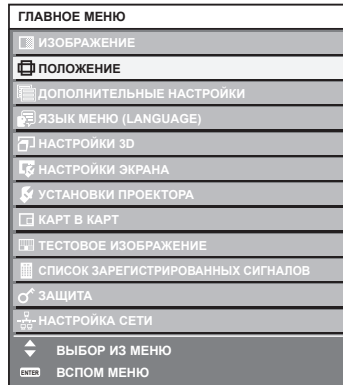 ГЛАВНОЕ МЕНЮ
ИЗОБРАЖЕНИЕ
ПОЛОЖЕНИЕ
ДОПОЛНИТЕЛЬНЫЕ НАСТРОЙКИ
ЯЗЫК МЕНЮ (LANGUAGE)
НАСТРОЙКИ 3D
НАСТРОЙКИ ЭКРАНА
УСТАНОВКИ ПРОЕКТОРА
КАРТ В КАРТ
ТЕСТОВОЕ ИЗОБРАЖЕНИЕ
СПИСОК ЗАРЕГИСТРИРОВАННЫХ СИГНАЛОВ
ЗАЩИТА
НАСТРОЙКА СЕТИ
ВЫБОР ИЗ МЕНЮ
ENTER ВСПОМ МЕНЮ